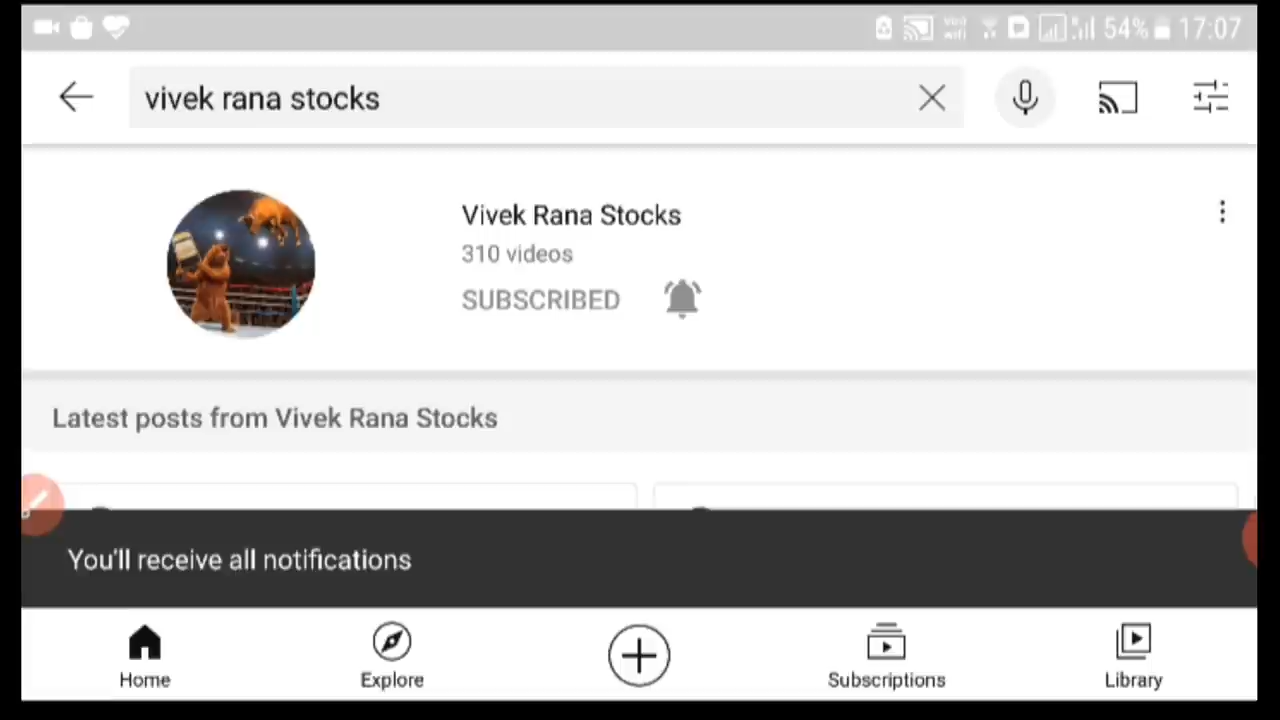 54% 17:07
vivek rana stocks
Vivek Rana Stocks
310 videos
SUBSCRIBED
Latest posts from Vivek Rana Stocks
You'll receive all notifications
Home Explore Subscriptions Library